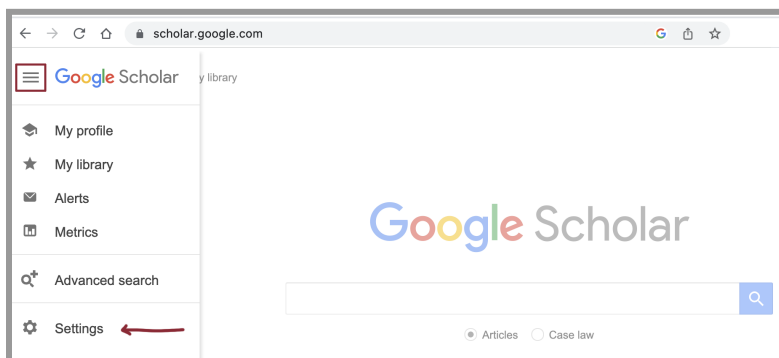 scholar.google.com
Google Scholar
y library
My profile
My library
Alerts
Metrics
Advanced search
Settings
Google Scholar
Articles Case law